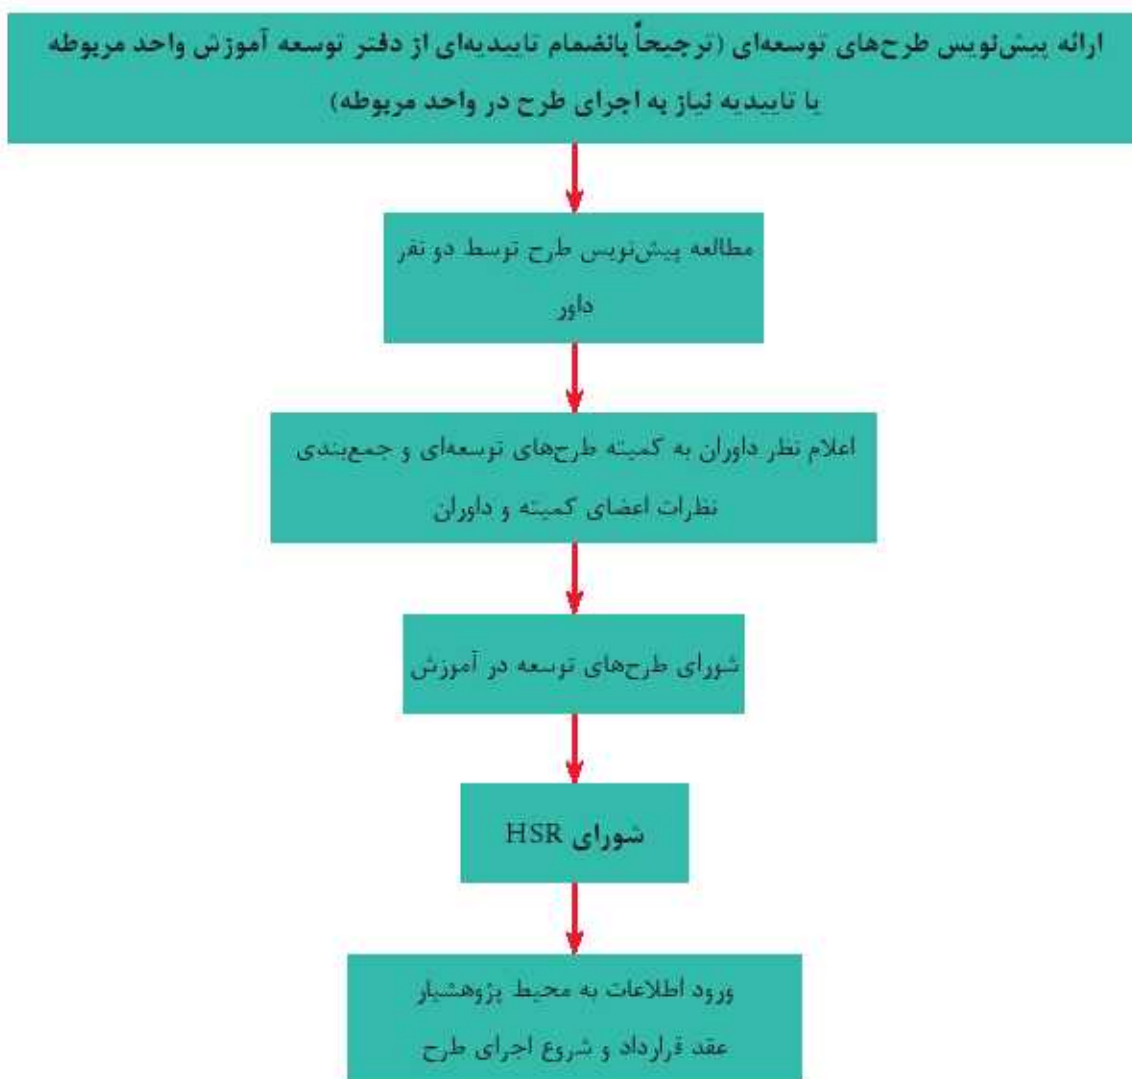 ارائه پیش‌نویس طرح‌های توسعه‌ای (ترجیحاً بانضمام تاییدیه‌ای از دفتر توسعه آموزش واحد مربوطه
یا تاییدیه نیاز به اجرای طرح در واحد مربوطه)
مطالعه پیش‌نویس طرح توسط دو نفر
داور
اعلام نظر داوران به کمیته طرح‌های توسعه‌ای و جمع‌بندی
نظرات اعضای کمیته و داوران
شورای طرح‌های توسعه در آموزش
شورای HSR
ورود اطلاعات به محیط پژوهشیار
عقد قرارداد و شروع اجرای طرح